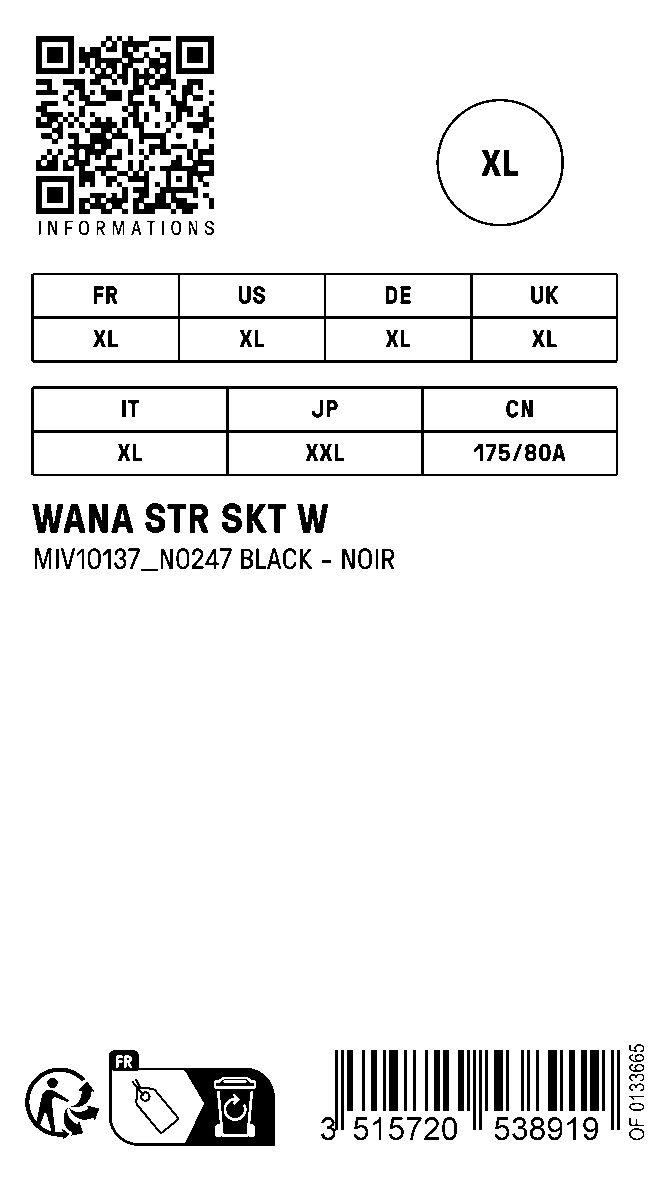 INFORMATIONS
XL
FR US DE UK
XL XL XL XL
IT JP CN
XL XXL 175/80A
WANA STR SKT W
MIV10137_N0247 BLACK - NOIR
FR
3 515720 538919
OF 0133665